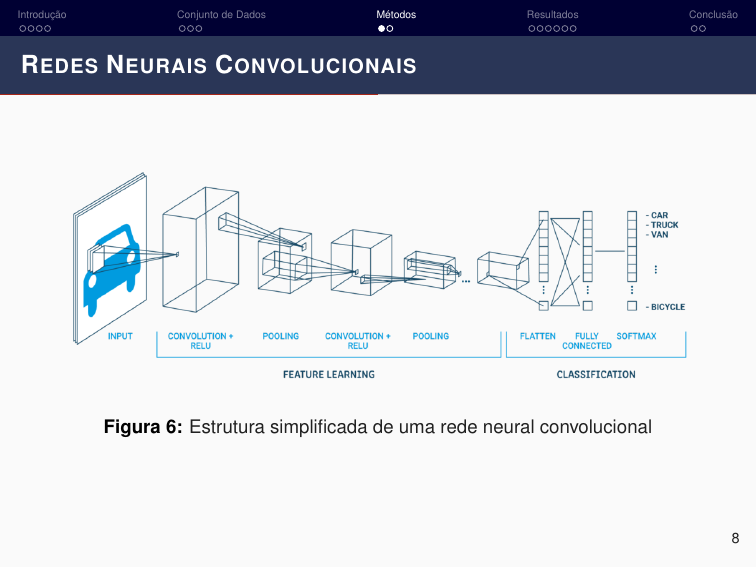 Introdução Conjunto de Dados Métodos Resultados Conclusão
REDES NEURAIS CONVOLUCIONAIS
- CAR
- TRUCK
- VAN
- BICYCLE
INPUT CONVOLUTION + RELU POOLING CONVOLUTION + RELU POOLING FLATTEN FULLY CONNECTED SOFTMAX
FEATURE LEARNING CLASSIFICATION
Figura 6: Estrutura simplificada de uma rede neural convolucional
8